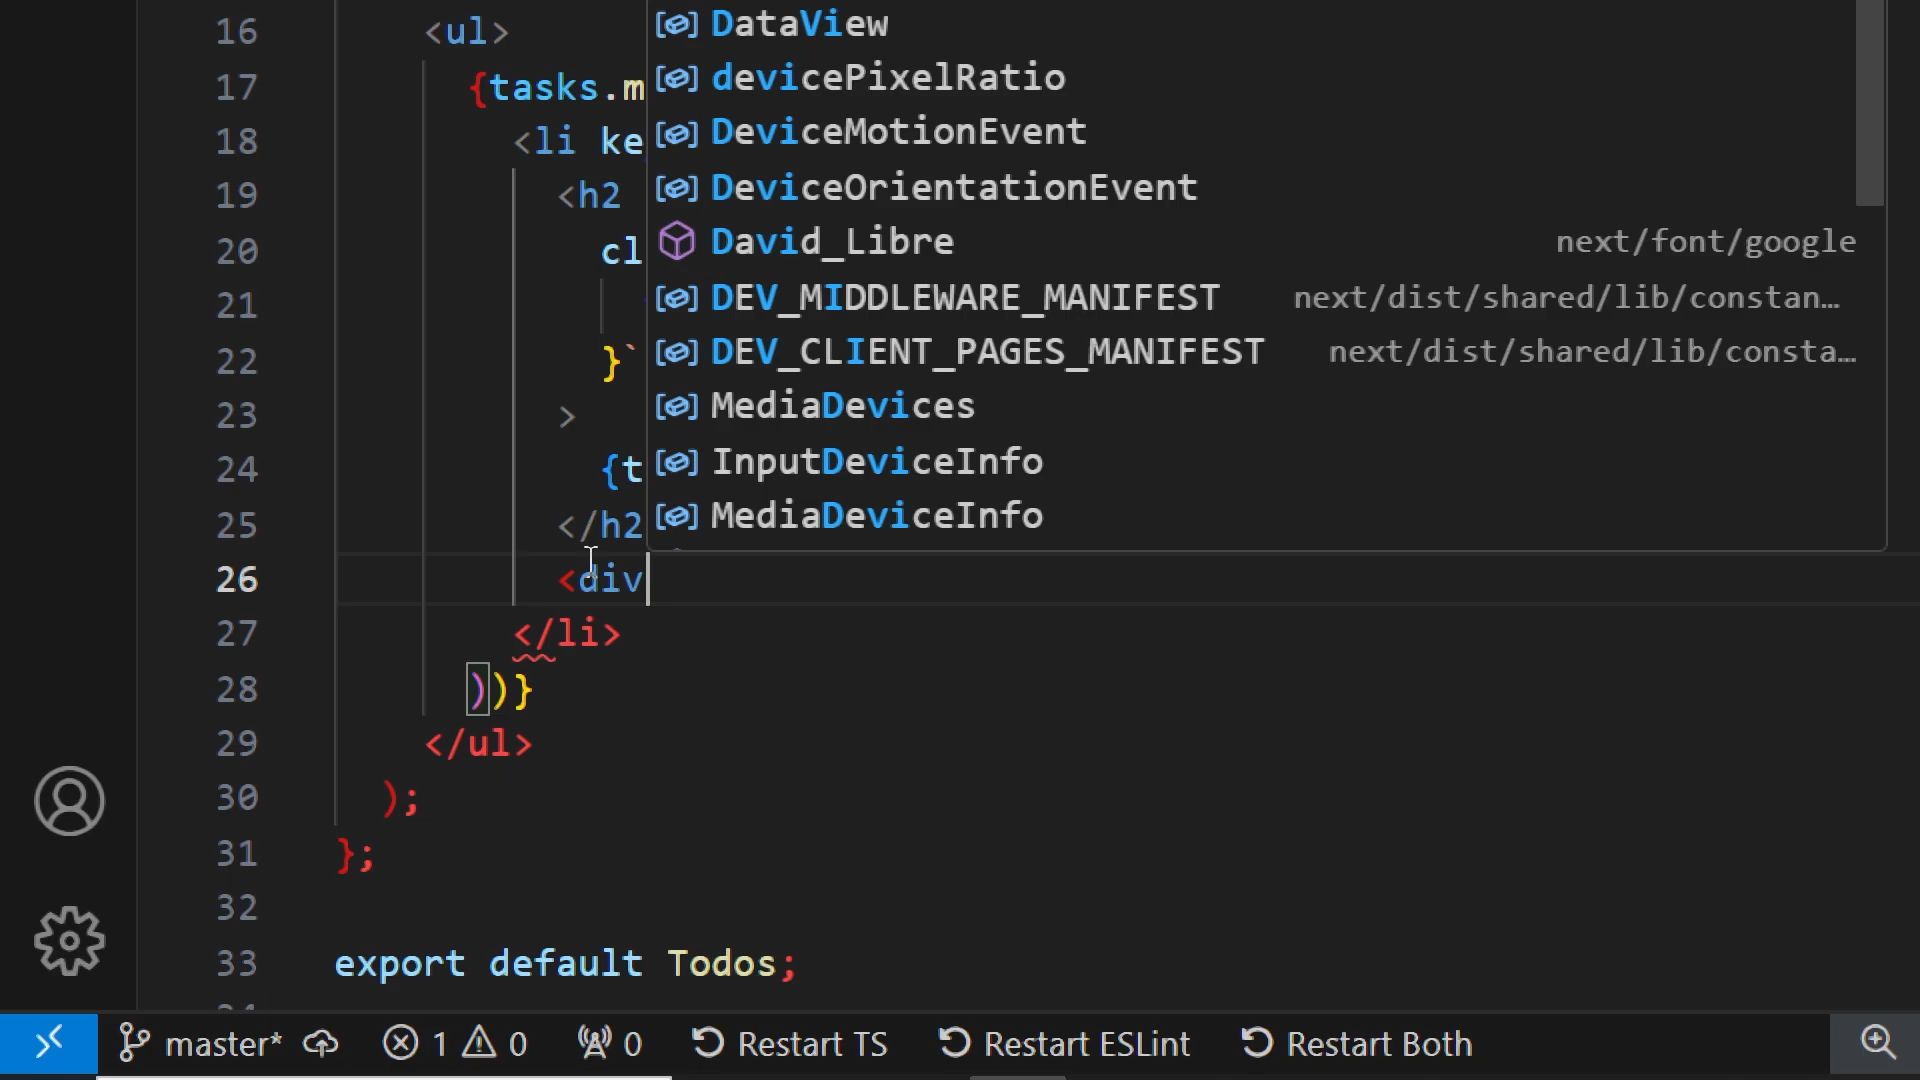 16 <ul>
17 {tasks.m
18 <li ke
19 <h2
20 cl
21
22 }`
23 >
24 {t
25 </h2
26 <div
27 </li>
28 ))}
29 </ul>
30 );
31 };
32
33 export default Todos;
DataView
devicePixelRatio
DeviceMotionEvent
DeviceOrientationEvent
David_Libre next/font/google
DEV_MIDDLEWARE_MANIFEST next/dist/shared/lib/constan…
DEV_CLIENT_PAGES_MANIFEST next/dist/shared/lib/consta…
MediaDevices
InputDeviceInfo
MediaDeviceInfo
master* 1 0 0 Restart TS Restart ESLint Restart Both